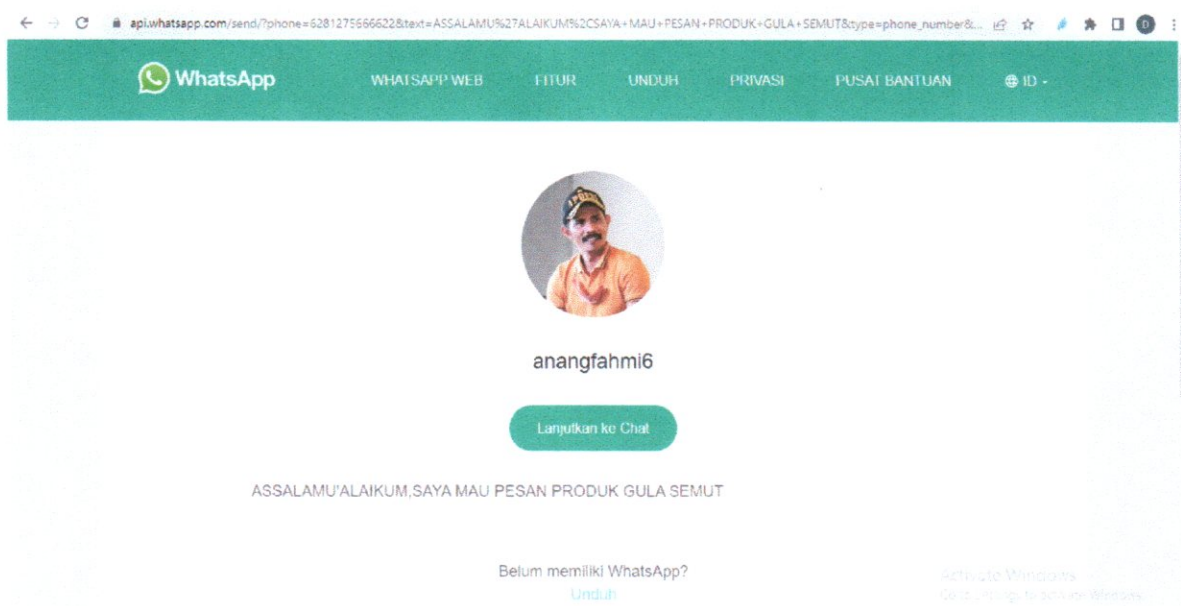 api.whatsapp.com/send/?phone=6281275666622&text=ASSALAMU%27ALAIKUM%2CSAYA+MAU+PESAN+PRODUK+GULA+SEMUT&type=phone_number&...
WhatsApp WHATSAPP WEB FITUR UNDUH PRIVASI PUSAT BANTUAN ID
anangfahmi6
Lanjutkan ke Chat
ASSALAMU'ALAIKUM,SAYA MAU PESAN PRODUK GULA SEMUT
Belum memiliki WhatsApp?
Unduh
Activate Windows